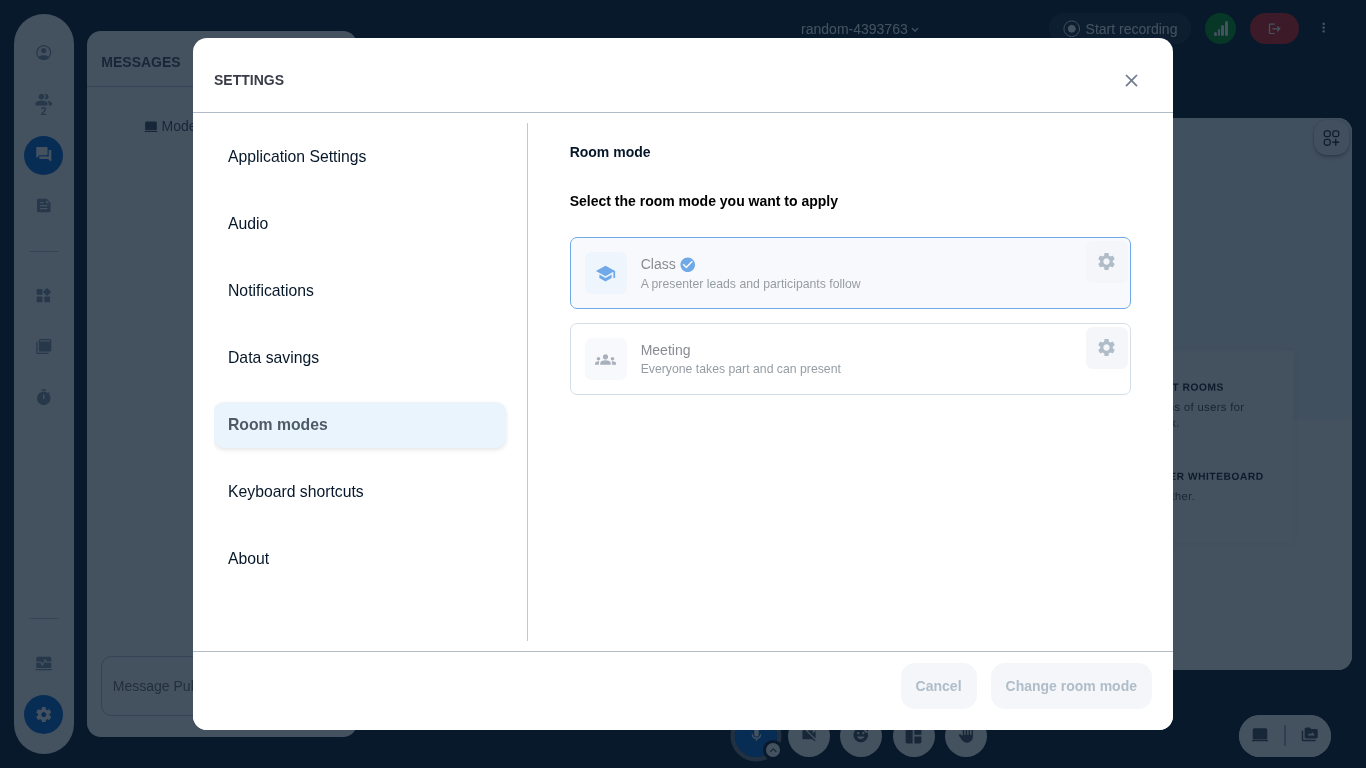 random-4393763
Start recording
MESSAGES
2
Mode
Message Pu
SETTINGS
Application Settings
Audio
Notifications
Data savings
Room modes
Keyboard shortcuts
About
Room mode
Select the room mode you want to apply
Class
A presenter leads and participants follow
Meeting
Everyone takes part and can present
Cancel
Change room mode
T ROOMS
s of users for
ER WHITEBOARD
her.